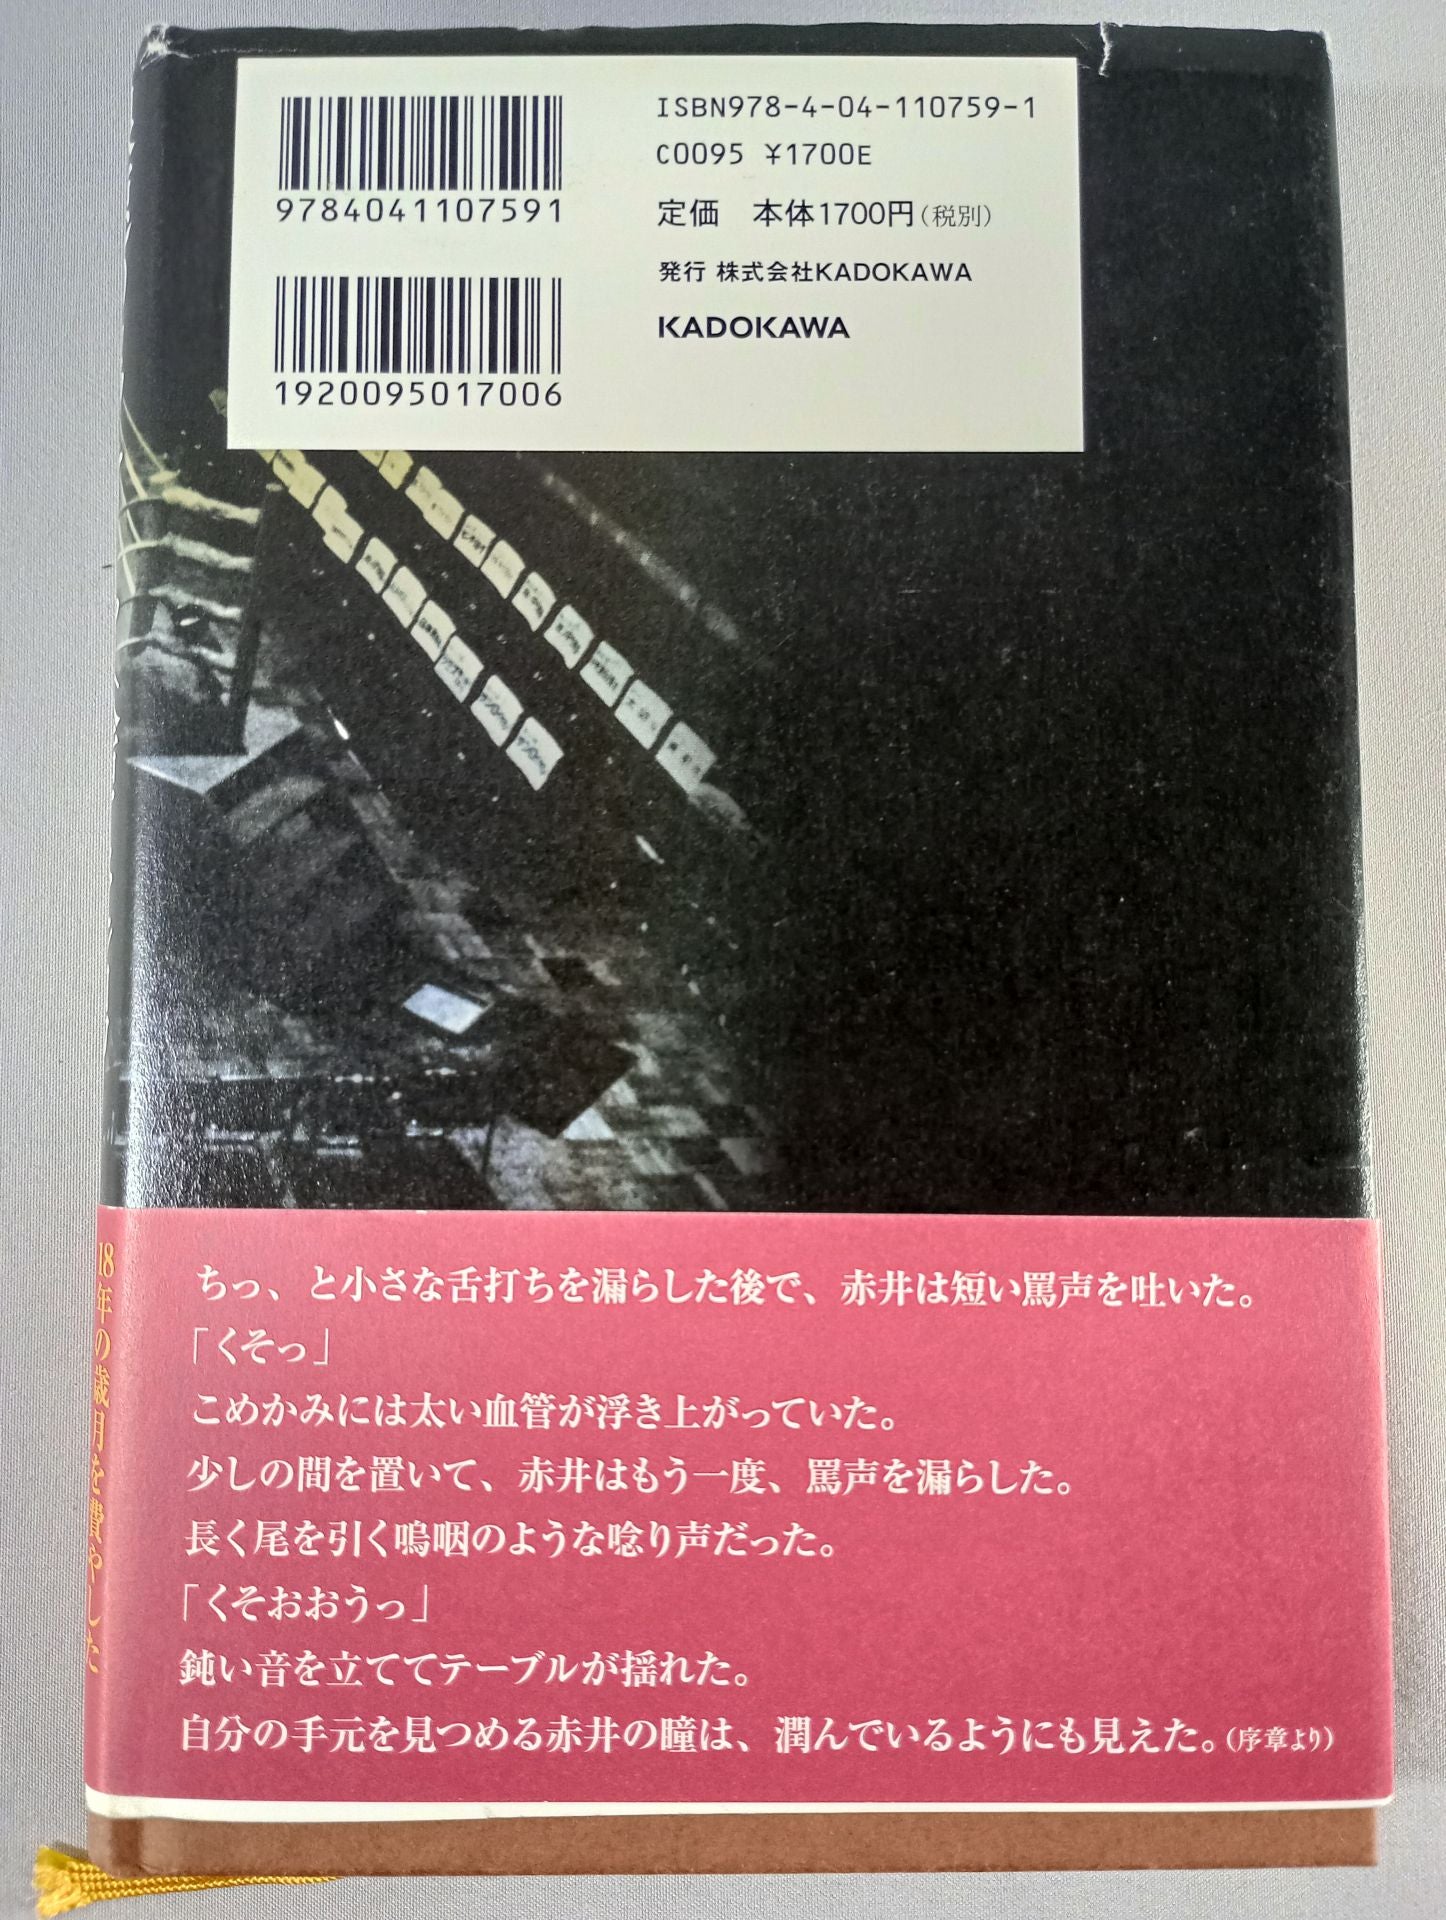 ISBN978-4-04-110759-1
C0095 ¥1700E
定価 本体1700円(税別)
発行 株式会社KADOKAWA
KADOKAWA
9784041107591
1920095017006
18年の歳月を費やした
ちっ、と小さな舌打ちを漏らした後で、赤井は短い罵声を吐いた。
「くそっ」
こめかみには太い血管が浮き上がっていた。
少しの間を置いて、赤井はもう一度、罵声を漏らした。
長く尾を引く嗚咽のような唸り声だった。
「くそおおうっ」
鈍い音を立ててテーブルが揺れた。
自分の手元を見つめる赤井の瞳は、潤んでいるようにも見えた。(序章より)